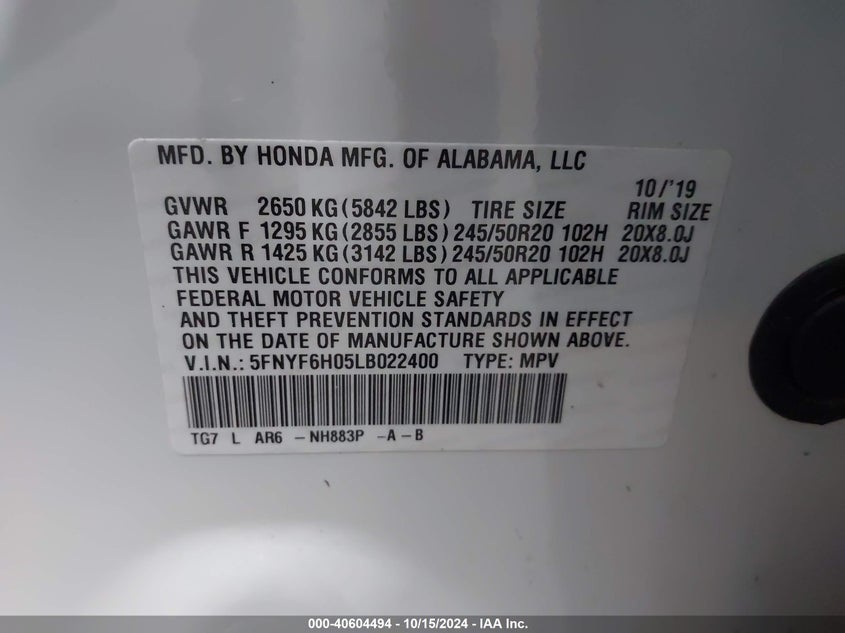 MFD. BY HONDA MFG. OF ALABAMA, LLC
10/'19
GVWR 2650 KG (5842 LBS) TIRE SIZE RIM SIZE
GAWR F 1295 KG (2855 LBS) 245/50R20 102H 20X8.0J
GAWR R 1425 KG (3142 LBS) 245/50R20 102H 20X8.0J
THIS VEHICLE CONFORMS TO ALL APPLICABLE
FEDERAL MOTOR VEHICLE SAFETY
AND THEFT PREVENTION STANDARDS IN EFFECT
ON THE DATE OF MANUFACTURE SHOWN ABOVE.
V.I.N.: 5FNYF6H05LB022400 TYPE: MPV
TG7 L AR6 - NH883P - A - B
000-40604494 - 10/15/2024 - IAA Inc.